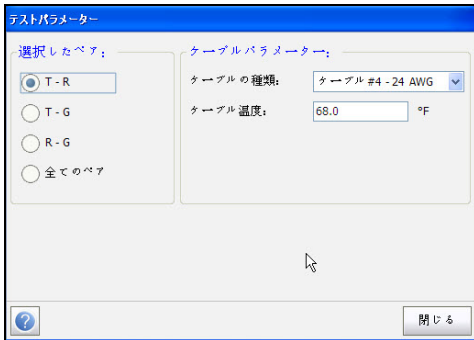 テストパラメーター
選択したペア:
T - R
T - G
R - G
全てのペア
ケーブルパラメーター:
ケーブルの種類: ケーブル #4 - 24 AWG
ケーブル温度: 68.0 °F
?
閉じる